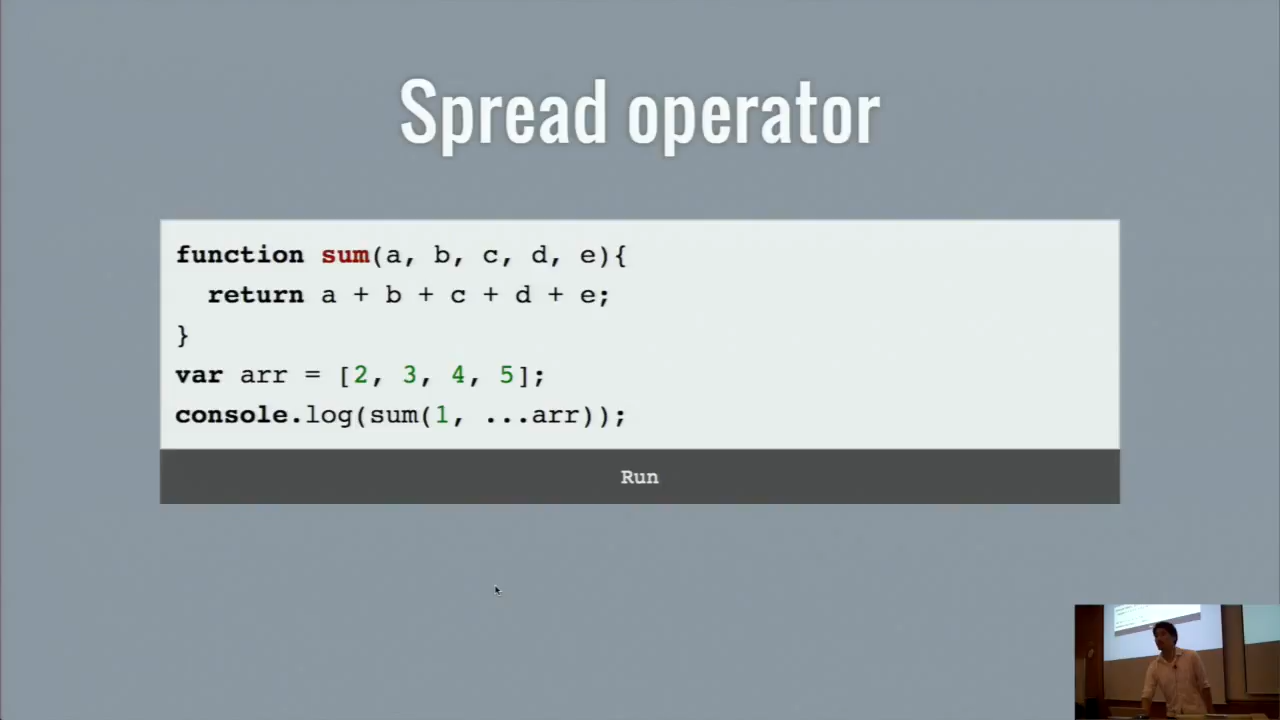 Spread operator
function sum(a, b, c, d, e){
  return a + b + c + d + e;
}
var arr = [2, 3, 4, 5];
console.log(sum(1, ...arr));
Run